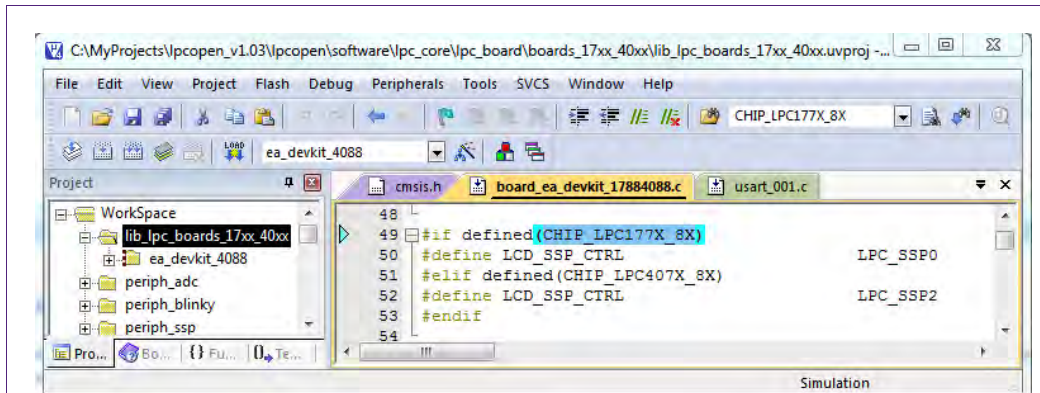 C:\MyProjects\lpcopen_v1.03\lpcopen\software\lpc_core\lpc_board\boards_17xx_40xx\lib_lpc_boards_17xx_40xx.uvproj -...
File Edit View Project Flash Debug Peripherals Tools SVCS Window Help
CHIP_LPC177X_8X
LOAD ea_devkit_4088
Project
cmsis.h board_ea_devkit_17884088.c usart_001.c
WorkSpace
lib_lpc_boards_17xx_40xx
ea_devkit_4088
periph_adc
periph_blinky
periph_ssp
48
49 #if defined(CHIP_LPC177X_8X)
50 #define LCD_SSP_CTRL LPC_SSP0
51 #elif defined(CHIP_LPC407X_8X)
52 #define LCD_SSP_CTRL LPC_SSP2
53 #endif
54
Pro... Bo... {} Fu... 0 Te...
Simulation